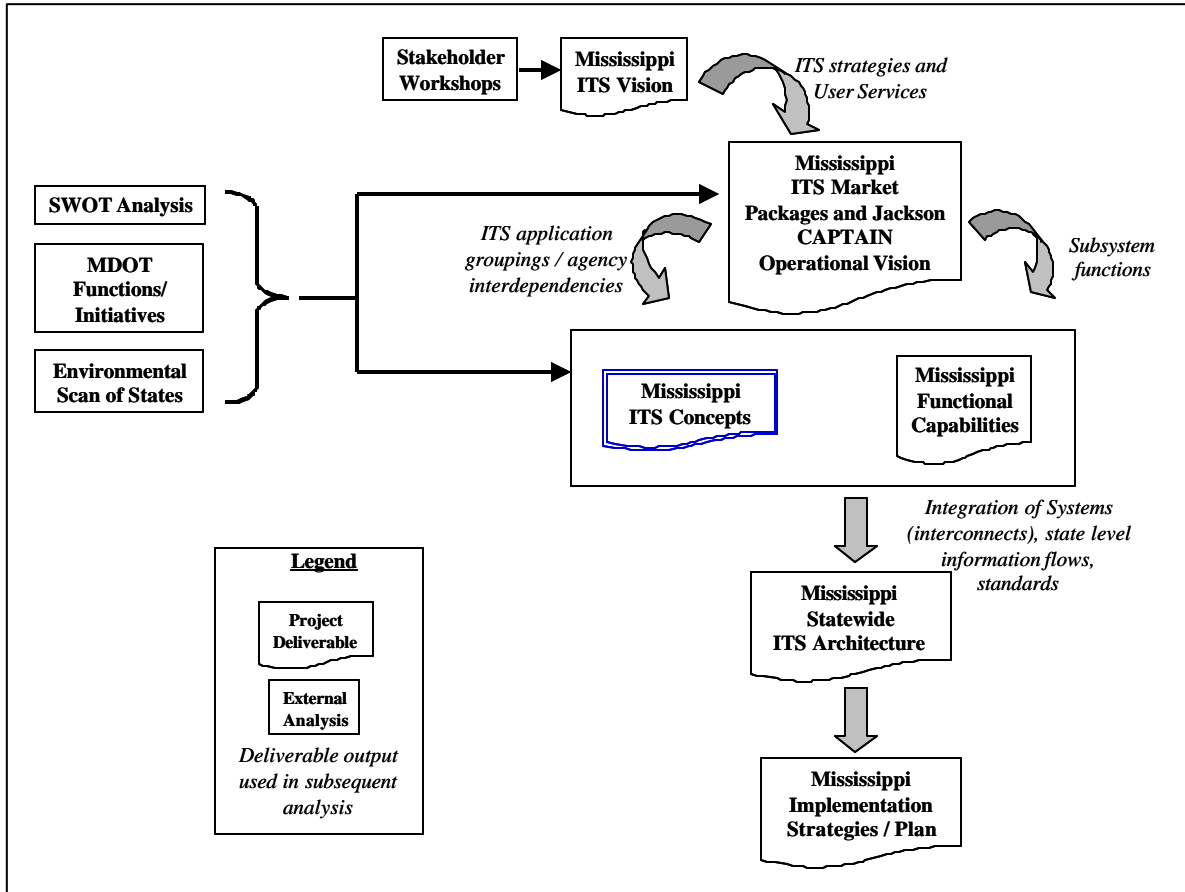 Stakeholder
Workshops
Mississippi
ITS Vision
ITS strategies and
User Services
Mississippi
ITS Market
Packages and Jackson
CAPTAIN
Operational Vision
SWOT Analysis
MDOT
Functions/
Initiatives
Environmental
Scan of States
ITS application
groupings / agency
interdependencies
Subsystem
functions
Mississippi
ITS Concepts
Mississippi
Functional
Capabilities
Integration of Systems
(interconnects), state level
information flows,
standards
Mississippi
Statewide
ITS Architecture
Mississippi
Implementation
Strategies / Plan
Legend
Project
Deliverable
External
Analysis
Deliverable output
used in subsequent
analysis